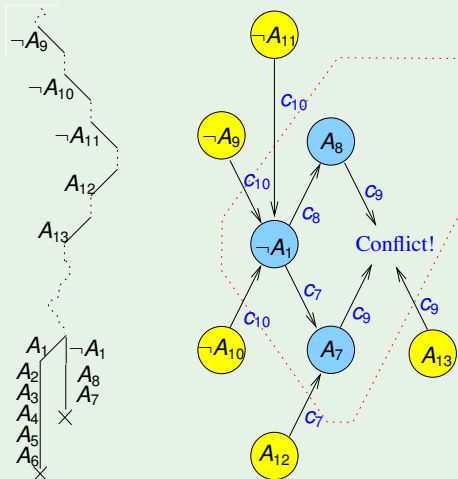 ¬A₉
¬A₁₀
¬A₁₁
A₁₂
A₁₃
A₁ ¬A₁
A₂ A₈
A₃ A₇
A₄
A₅
A₆
¬A₁₁
c₁₀
¬A₉ A₈
c₁₀ c₈ c₉
¬A₁ Conflict!
c₁₀ c₇ c₉ c₉
¬A₁₀ A₇ A₁₃
c₇
A₁₂